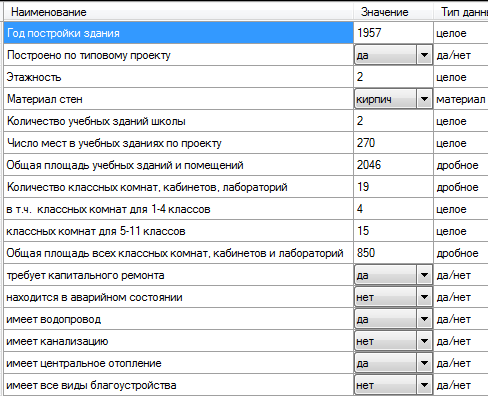 Наименование Значение Тип данн
Год постройки здания 1957 целое
Построено по типовому проекту да да/нет
Этажность 2 целое
Материал стен кирпич материал
Количество учебных зданий школы 2 целое
Число мест в учебных зданиях по проекту 270 целое
Общая площадь учебных зданий и помещений 2046 дробное
Количество классных комнат, кабинетов, лабораторий 19 дробное
в т.ч. классных комнат для 1-4 классов 4 целое
классных комнат для 5-11 классов 15 целое
Общая площадь всех классных комнат, кабинетов и лабораторий 850 дробное
требует капитального ремонта да да/нет
находится в аварийном состоянии нет да/нет
имеет водопровод да да/нет
имеет канализацию нет да/нет
имеет центральное отопление да да/нет
имеет все виды благоустройства нет да/нет